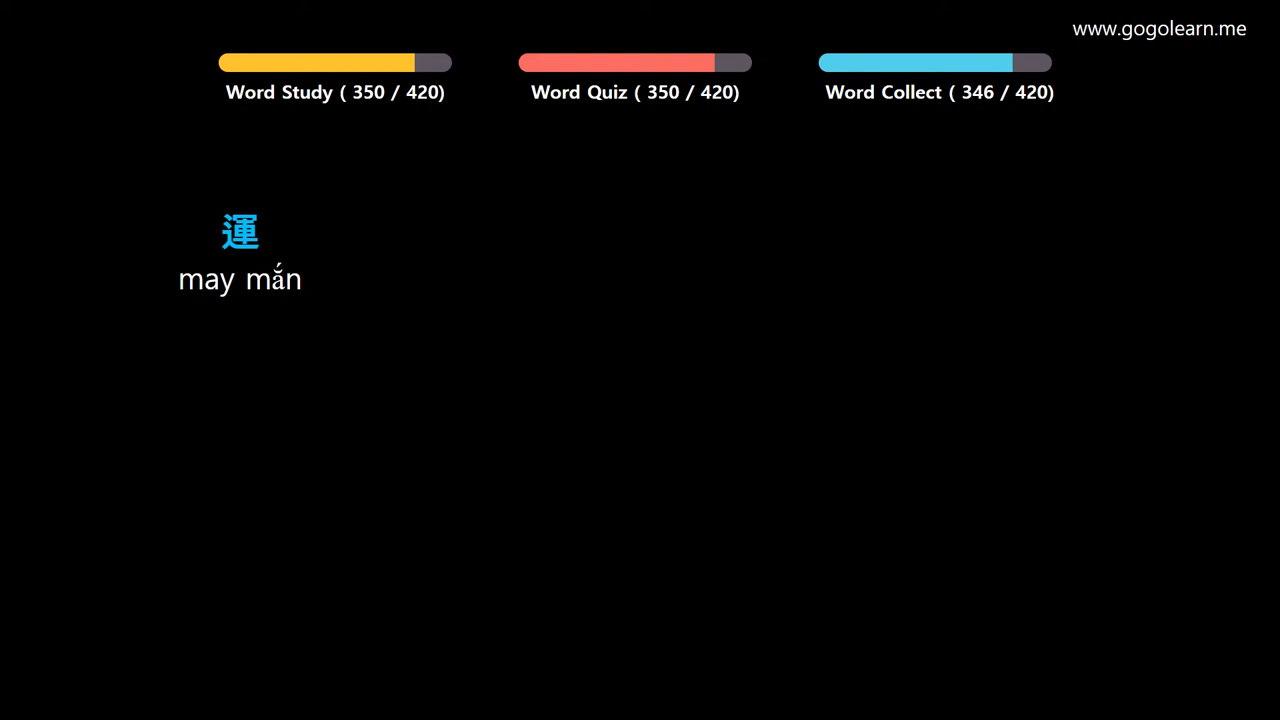 www.gogolearn.me
Word Study ( 350 / 420)
Word Quiz ( 350 / 420)
Word Collect ( 346 / 420)
運
may mắn